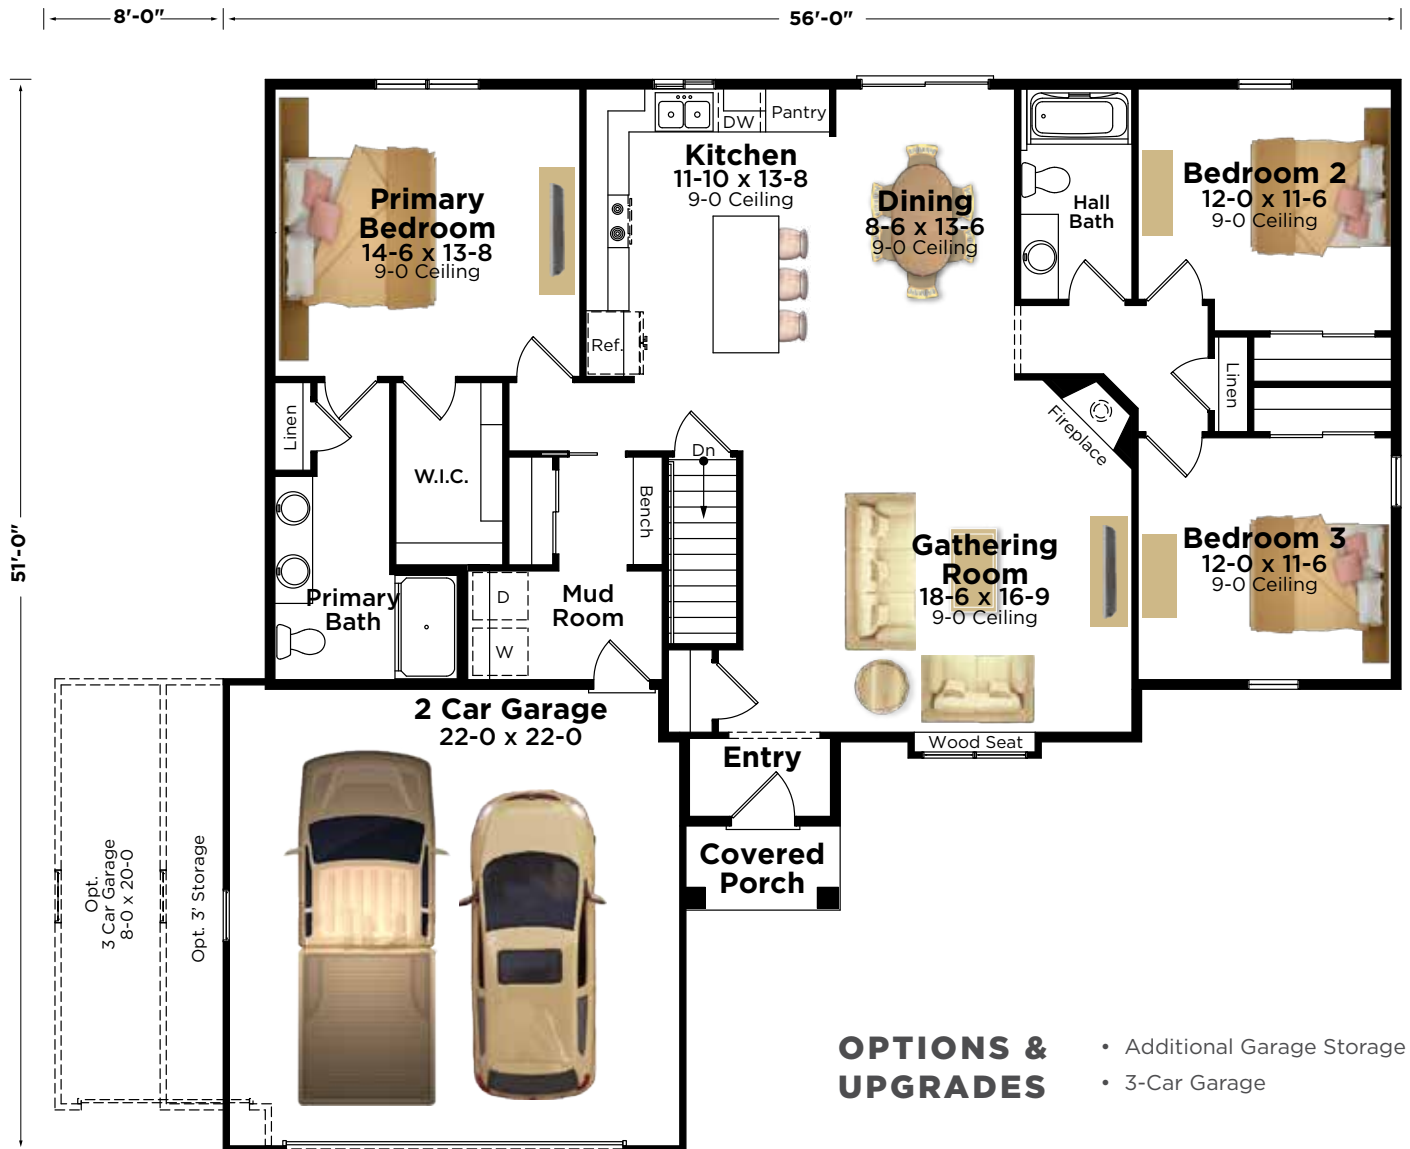 8'-0"
56'-0"
51'-0"
Primary
Bedroom
14-6 x 13-8
9-0 Ceiling
Kitchen
11-10 x 13-8
9-0 Ceiling
DW
Pantry
Ref.
Dining
8-6 x 13-6
9-0 Ceiling
Hall
Bath
Bedroom 2
12-0 x 11-6
9-0 Ceiling
Linen
Linen
W.I.C.
Dn
Bench
Fireplace
Gathering
Room
18-6 x 16-9
9-0 Ceiling
Bedroom 3
12-0 x 11-6
9-0 Ceiling
Primary
Bath
D
W
Mud
Room
2 Car Garage
22-0 x 22-0
Wood Seat
Entry
Covered
Porch
Opt.
3 Car Garage
8-0 x 20-0
Opt. 3' Storage
OPTIONS &
UPGRADES
• Additional Garage Storage
• 3-Car Garage